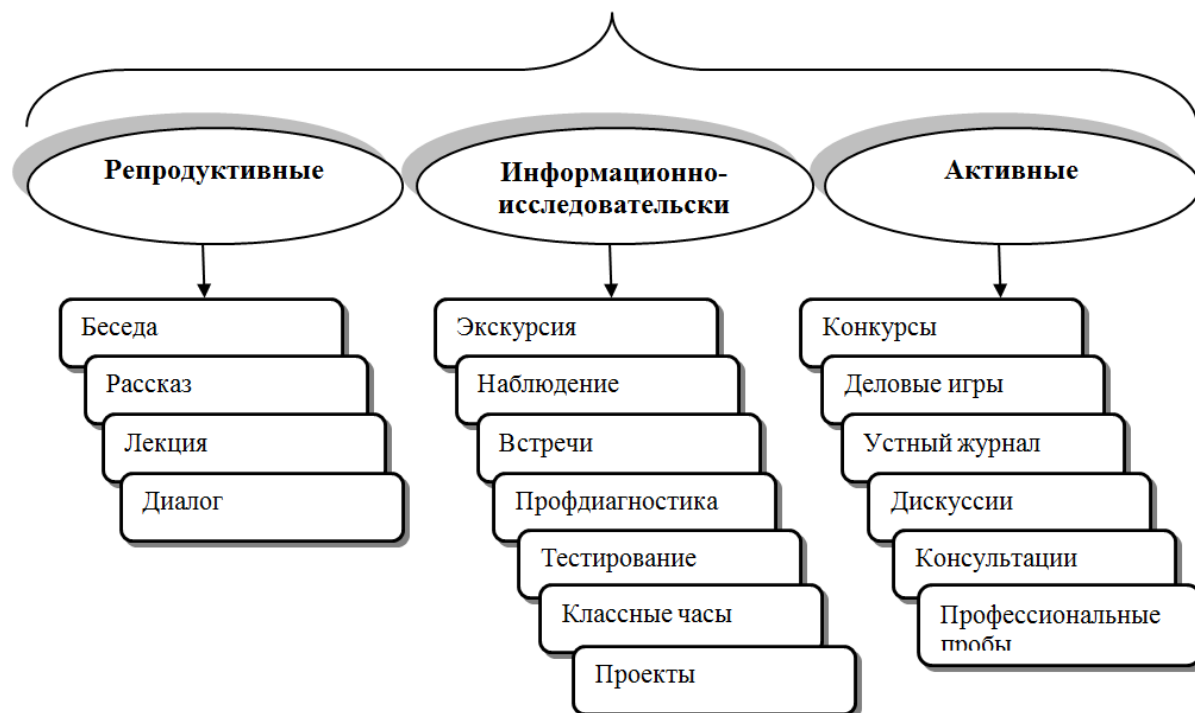 Репродуктивные
Информационно-
исследовательски
Активные
Беседа
Рассказ
Лекция
Диалог
Экскурсия
Наблюдение
Встречи
Профдиагностика
Тестирование
Классные часы
Проекты
Конкурсы
Деловые игры
Устный журнал
Дискуссии
Консультации
Профессиональные
пробы